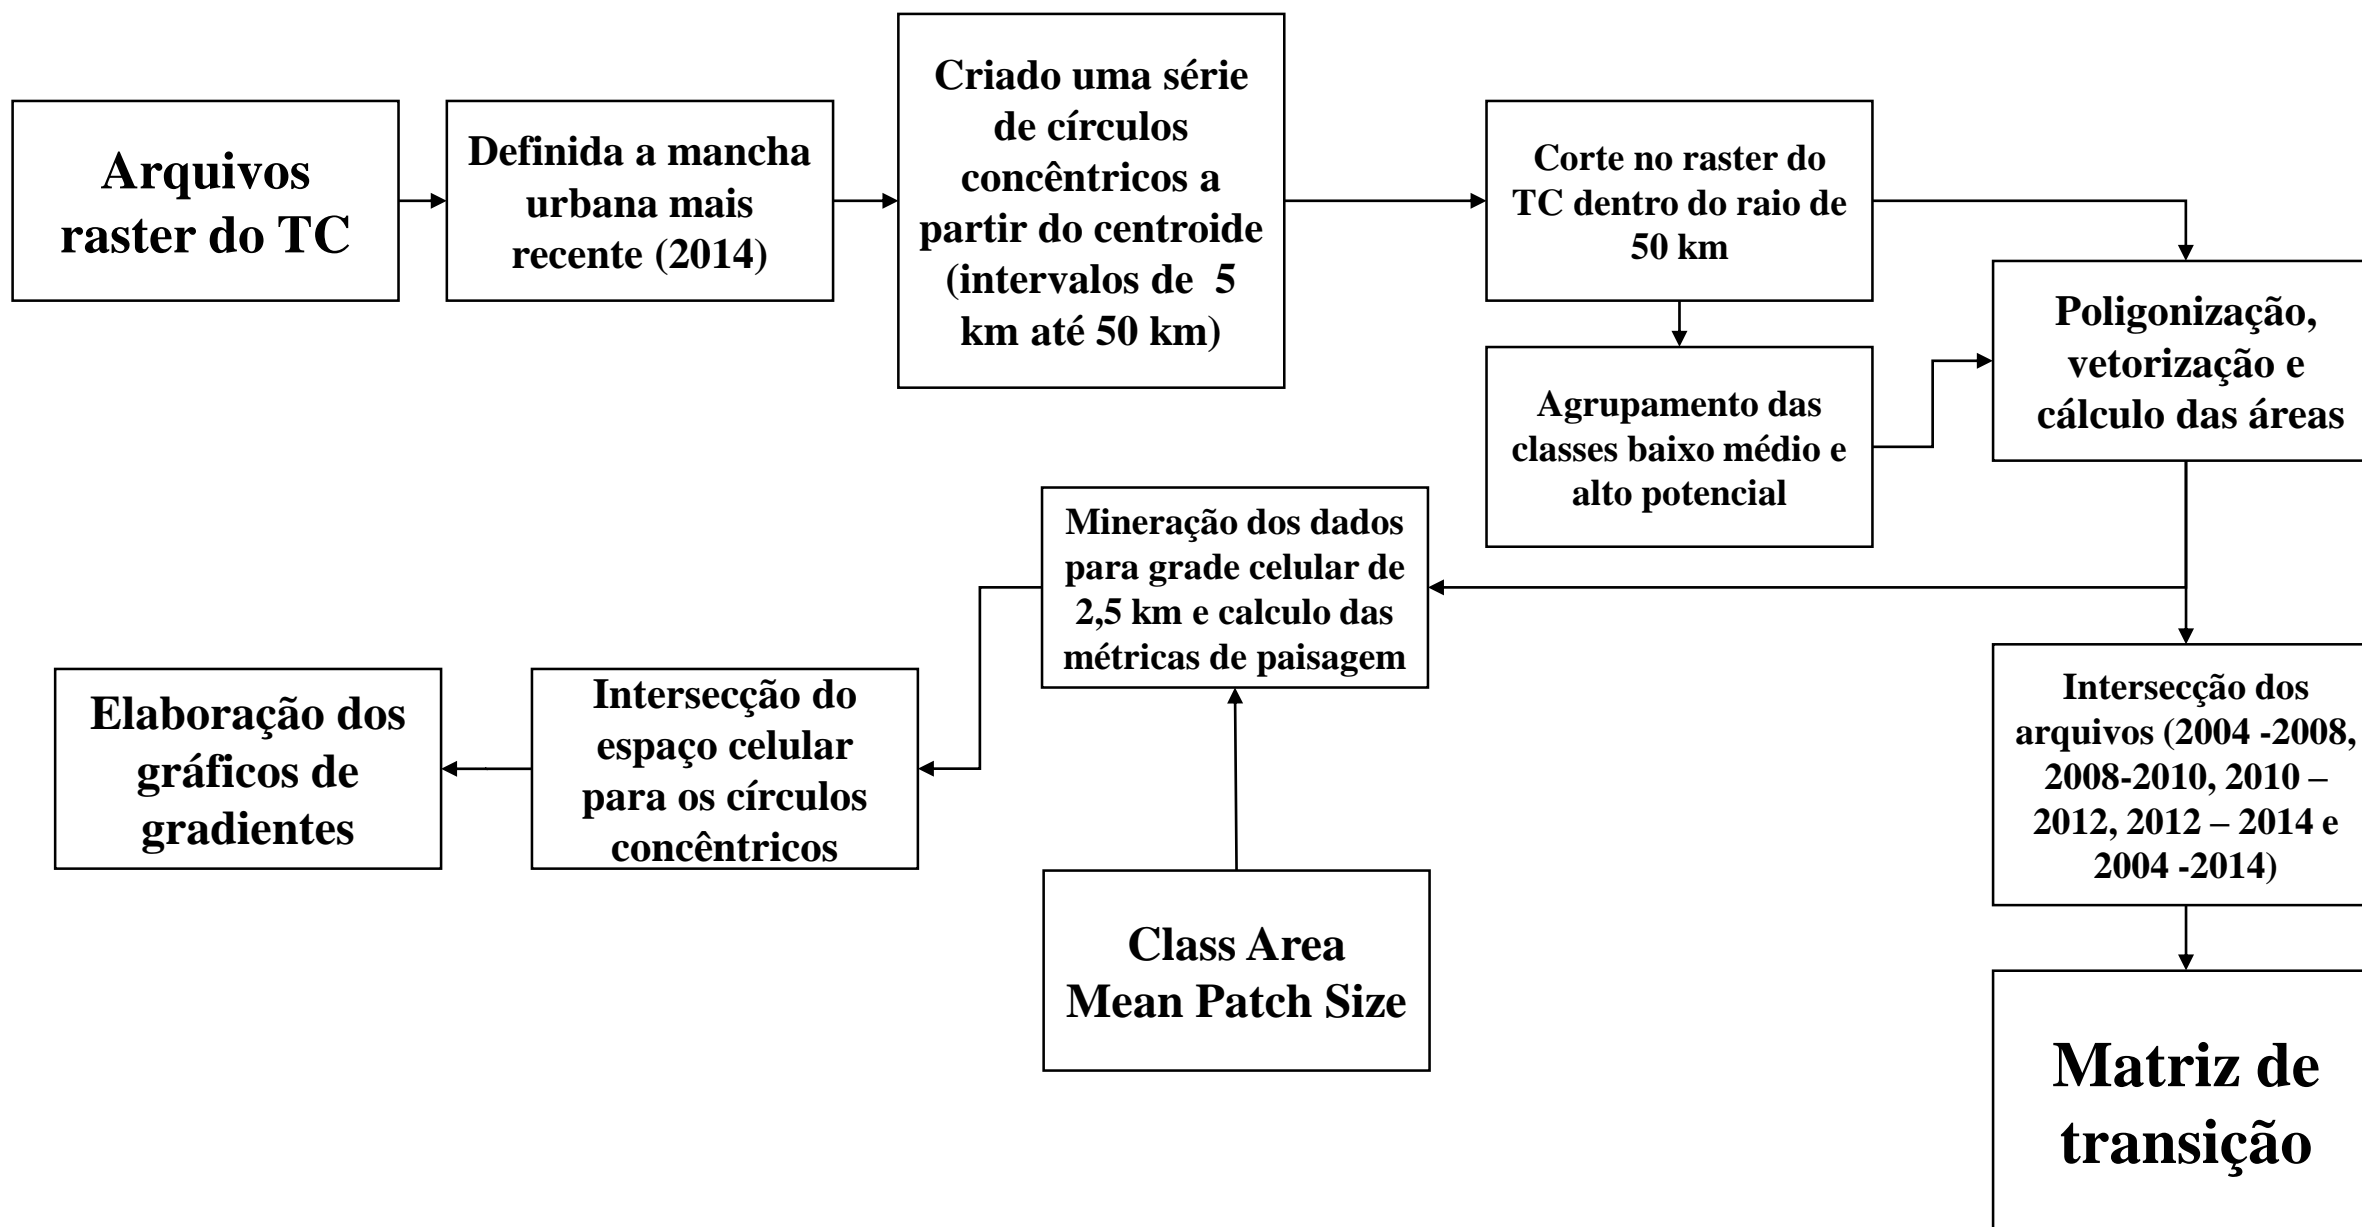 Arquivos
raster do TC
Definida a mancha
urbana mais
recente (2014)
Criado uma série
de círculos
concêntricos a
partir do centroide
(intervalos de  5
km até 50 km)
Corte no raster do
TC dentro do raio de
50 km
Agrupamento das
classes baixo médio e
alto potencial
Poligonização,
vetorização e
cálculo das áreas
Mineração dos dados
para grade celular de
2,5 km e calculo das
métricas de paisagem
Intersecção do
espaço celular
para os círculos
concêntricos
Elaboração dos
gráficos de
gradientes
Class Area
Mean Patch Size
Intersecção dos
arquivos (2004 -2008,
2008-2010, 2010 –
2012, 2012 – 2014 e
2004 -2014)
Matriz de
transição